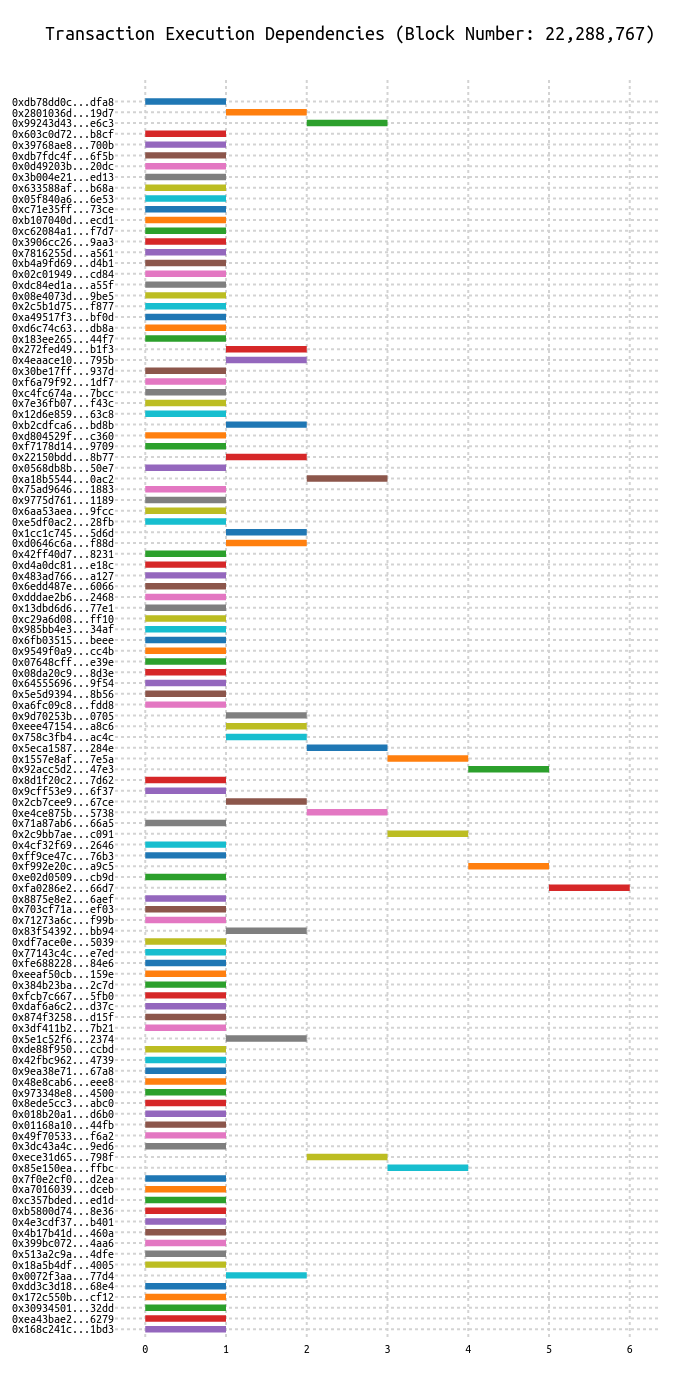 Transaction Execution Dependencies (Block Number: 22,288,767)
0xdb78dd0c...dfa8
0x2801036d...19d7
0x99243d43...e6c3
0x603c0d72...b8cf
0x39768ae8...700b
0xdb7fdc4f...6f5b
0x0d49203b...20dc
0x3b004e21...ed13
0x633588af...b68a
0x05f840a6...6e53
0xc71e35ff...73ce
0xb107040d...ecd1
0xc62084a1...f7d7
0x3906cc26...9aa3
0x7816255d...a561
0xb4a9fd69...d4b1
0x02c01949...cd84
0xdc84ed1a...a55f
0x08e4073d...9be5
0x2c5b1d75...f877
0xa49517f3...bf0d
0xd6c74c63...db8a
0x183ee265...44f7
0x272fed49...b1f3
0x4eaace10...795b
0x30be17ff...937d
0xf6a79f92...1df7
0xc4fc674a...7bcc
0x7e36fb07...f43c
0x12d6e859...63c8
0xb2cdfca6...bd8b
0xd804529f...c360
0xf7178d14...9709
0x22150bdd...8b77
0x0568db8b...50e7
0xa18b5544...0ac2
0x75ad9646...1883
0x9775d761...1189
0x6aa53aea...9fcc
0xe5df0ac2...28fb
0x1cc1c745...5d6d
0xd0646c6a...f88d
0x42ff40d7...8231
0xd4a0dc81...e18c
0x483ad766...a127
0x6edd487e...6066
0xdddae2b6...2468
0x13dbd6d6...77e1
0xc29a6d08...ff10
0x985bb4e3...34af
0x6fb03515...beee
0x9549f0a9...cc4b
0x07648cff...e39e
0x08da20c9...8d3e
0x64555696...9f54
0x5e5d9394...8b56
0xa6fc09c8...fdd8
0x9d70253b...0705
0xeee47154...a8c6
0x758c3fb4...ac4c
0x5eca1587...284e
0x1557e8af...7e5a
0x92acc5d2...47e3
0x8d1f20c2...7d62
0x9cff53e9...6f37
0x2cb7cee9...67ce
0xe4ce875b...5738
0x71a87ab6...66a5
0x2c9bb7ae...c091
0x4cf32f69...2646
0xff9ce47c...76b3
0xf992e20c...a9c5
0xe02d0509...cb9d
0xfa0286e2...66d7
0x8875e8e2...6aef
0x703cf71a...ef03
0x71273a6c...f99b
0x83f54392...bb94
0xdf7ace0e...5039
0x77143c4c...e7ed
0xfe688228...84e6
0xeeaf50cb...159e
0x384b23ba...2c7d
0xfcb7c667...5fb0
0xdaf6a6c2...d37c
0x874f3258...d15f
0x3df411b2...7b21
0x5e1c52f6...2374
0xde88f950...ccbd
0x42fbc962...4739
0x9ea38e71...67a8
0x48e8cab6...eee8
0x973348e8...4500
0x8ede5cc3...abc0
0x018b20a1...d6b0
0x01168a10...44fb
0x49f70533...f6a2
0x3dc43a4c...9ed6
0xece31d65...798f
0x85e150ea...ffbc
0x7f0e2cf0...d2ea
0xa7016039...dceb
0xc357bded...ed1d
0xb5800d74...8e36
0x4e3cdf37...b401
0x4b17b41d...460a
0x399bc072...4aa6
0x513a2c9a...4dfe
0x18a5b4df...4005
0x0072f3aa...77d4
0xdd3c3d18...68e4
0x172c550b...cf12
0x30934501...32dd
0xea43bae2...6279
0x168c241c...1bd3
0 1 2 3 4 5 6